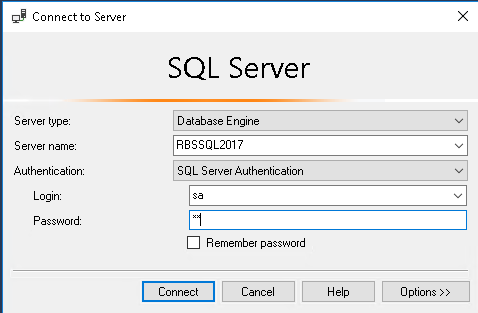 Connect to Server
SQL Server
Server type: Database Engine
Server name: RBSSQL2017
Authentication: SQL Server Authentication
Login: sa
Password: **
Remember password
Connect Cancel Help Options >>